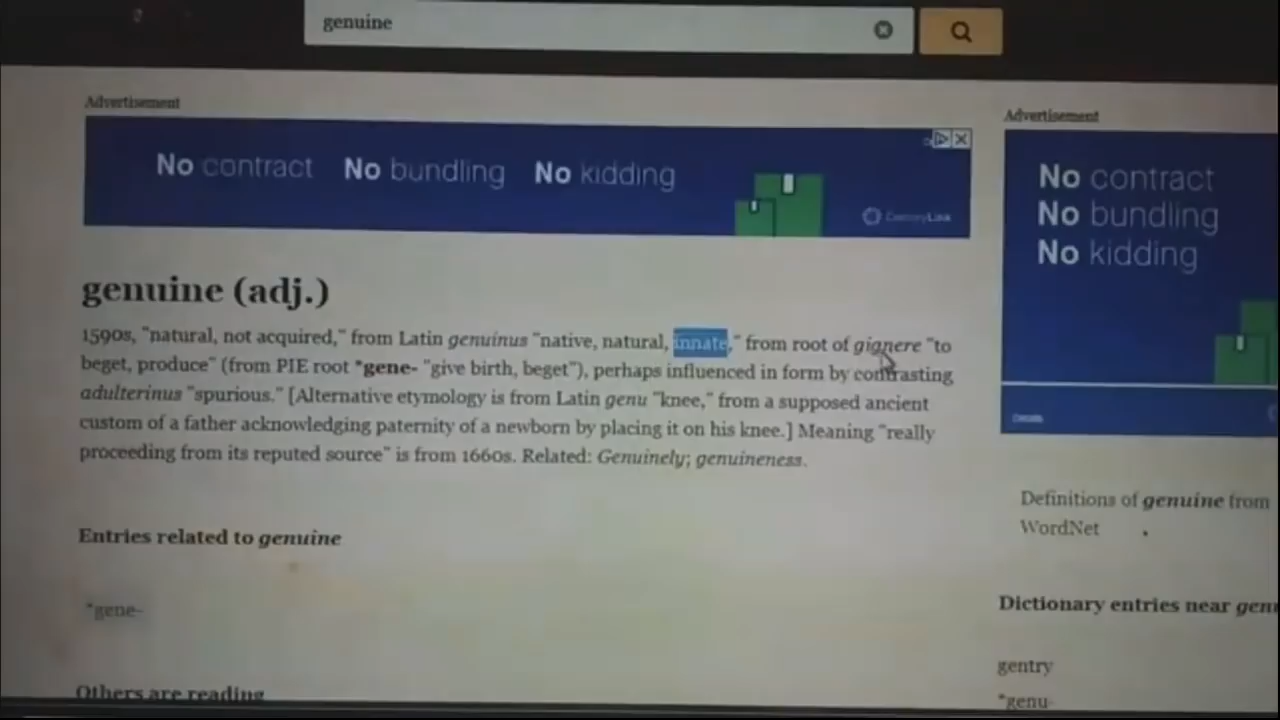 genuine
Advertisement
No contract No bundling No kidding
CenturyLink
genuine (adj.)
1590s, "natural, not acquired," from Latin genuinus "native, natural, innate," from root of gignere "to
beget, produce" (from PIE root *gene- "give birth, beget"), perhaps influenced in form by contrasting
adulterinus "spurious." [Alternative etymology is from Latin genu "knee," from a supposed ancient
custom of a father acknowledging paternity of a newborn by placing it on his knee.] Meaning "really
proceeding from its reputed source" is from 1660s. Related: Genuinely; genuineness.
Entries related to genuine
*gene-
Others are reading
Advertisement
No contract
No bundling
No kidding
Definitions of genuine from
WordNet
Dictionary entries near genu
gentry
*genu-